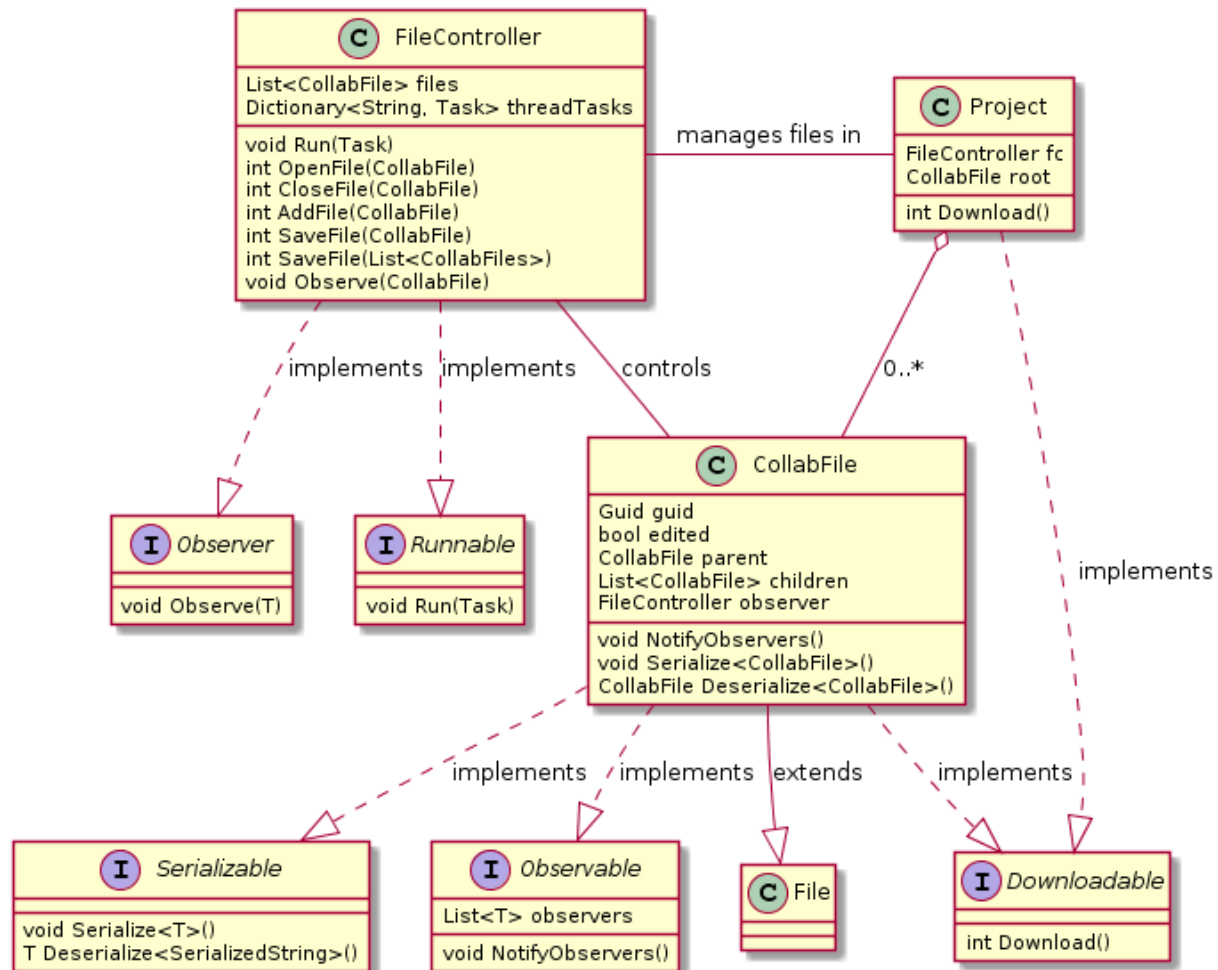 C FileController
List<CollabFile> files
Dictionary<String, Task> threadTasks
void Run(Task)
int OpenFile(CollabFile)
int CloseFile(CollabFile)
int AddFile(CollabFile)
int SaveFile(CollabFile)
int SaveFile(List<CollabFiles>)
void Observe(CollabFile)
manages files in
C Project
FileController fc
CollabFile root
int Download()
implements
implements
controls
0..*
implements
I Observer
void Observe(T)
I Runnable
void Run(Task)
C CollabFile
Guid guid
bool edited
CollabFile parent
List<CollabFile> children
FileController observer
void NotifyObservers()
void Serialize<CollabFile>()
CollabFile Deserialize<CollabFile>()
implements
implements
extends
implements
I Serializable
void Serialize<T>()
T Deserialize<SerializedString>()
I Observable
List<T> observers
void NotifyObservers()
C File
I Downloadable
int Download()